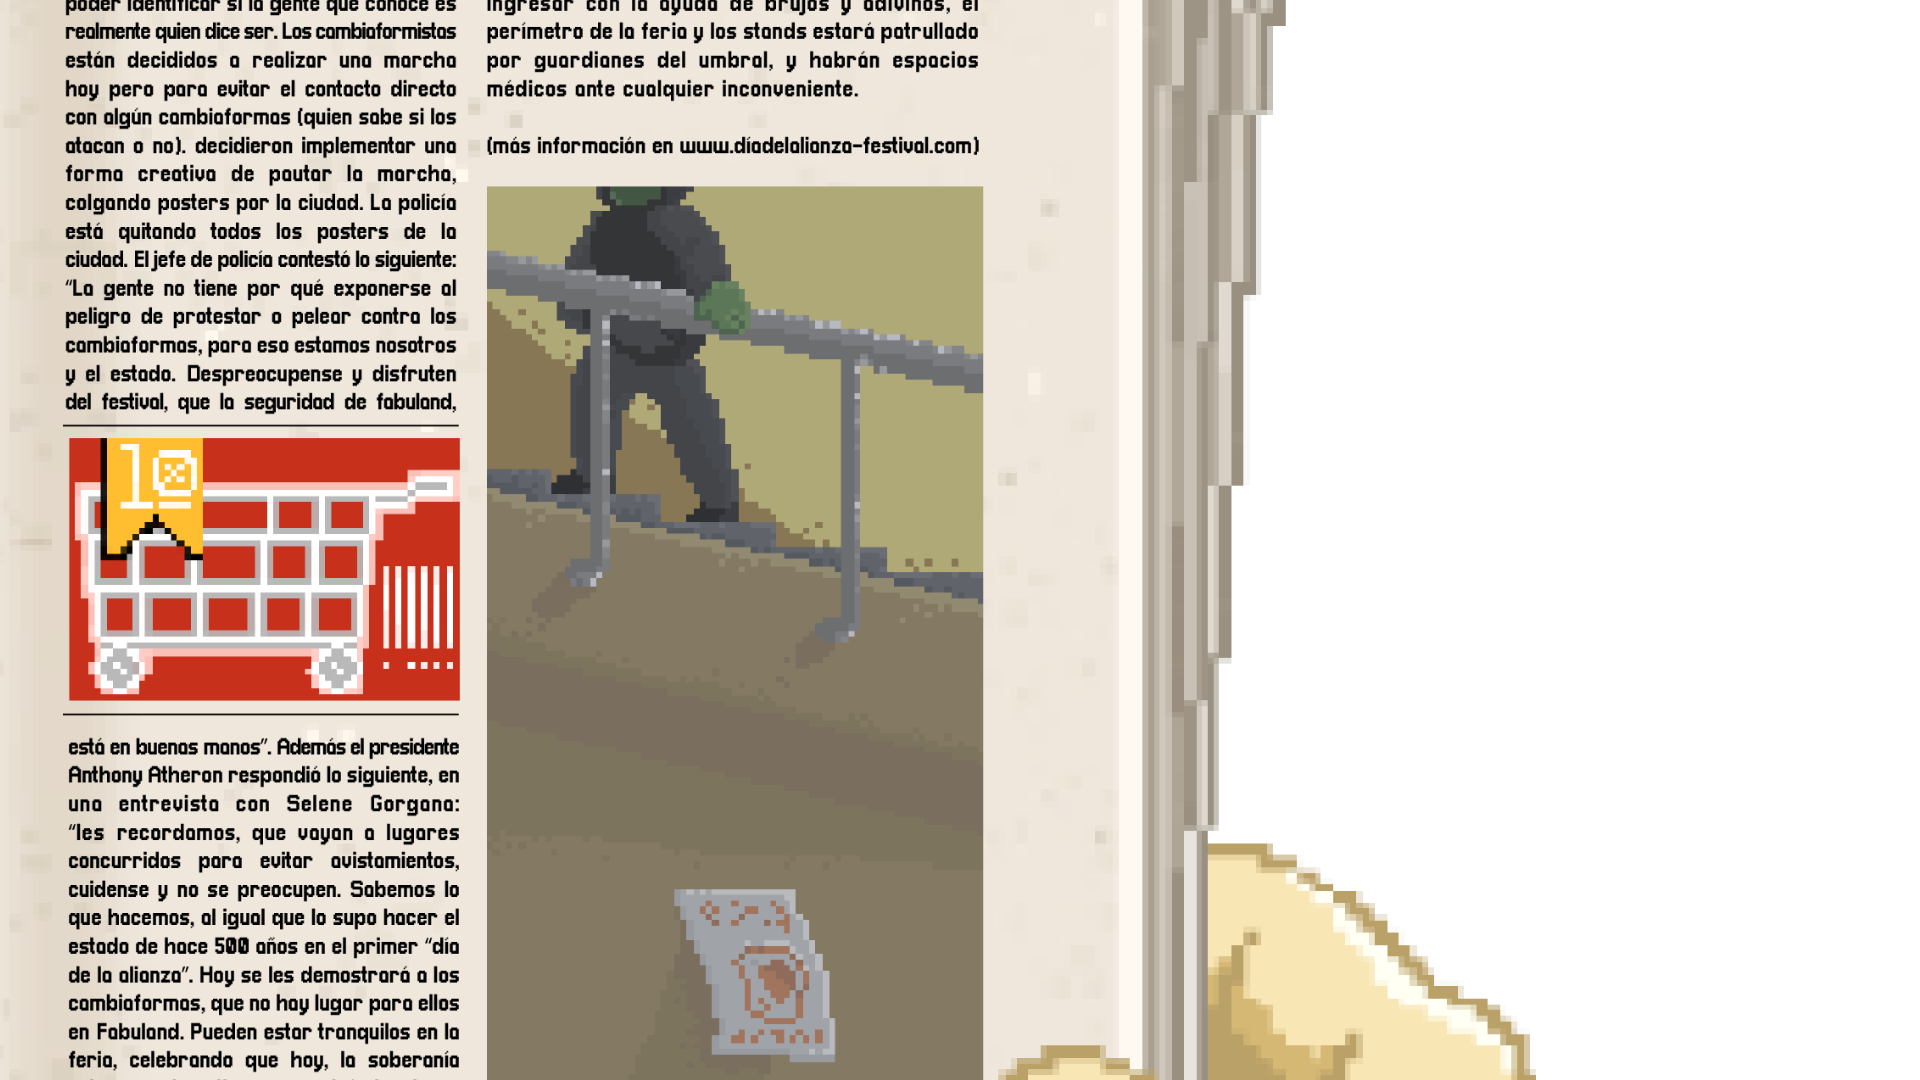 poder identificar si la gente que conoce es
realmente quien dice ser. Los cambiaformistas
están decididos a realizar una marcha
hoy pero para evitar el contacto directo
con algún cambiaformas (quien sabe si los
atacan o no). decidieron implementar una
forma creativa de pautar la marcha,
colgando posters por la ciudad. La policía
está quitando todos los posters de la
ciudad. El jefe de policía contestó lo siguiente:
“La gente no tiene por qué exponerse al
peligro de protestar o pelear contra los
cambiaformas, para eso estamos nosotros
y el estado. Despreocupense y disfruten
del festival, que la seguridad de fabuland,
10
está en buenas manos”. Además el presidente
Anthony Atheron respondió lo siguiente, en
una entrevista con Selene Gorgana:
“les recordamos, que vayan a lugares
concurridos para evitar avistamientos,
cuidense y no se preocupen. Sabemos lo
que hacemos, al igual que lo supo hacer el
estado de hace 500 años en el primer “día
de la alianza”. Hoy se les demostrará a los
cambiaformas, que no hay lugar para ellos
en Fabuland. Pueden estar tranquilos en la
feria, celebrando que hoy, la soberanía
ingresar con la ayuda de brujos y adivinos, el
perímetro de la feria y los stands estará patrullado
por guardianes del umbral, y habrán espacios
médicos ante cualquier inconveniente.
(más información en www.díadelalianza-festival.com)